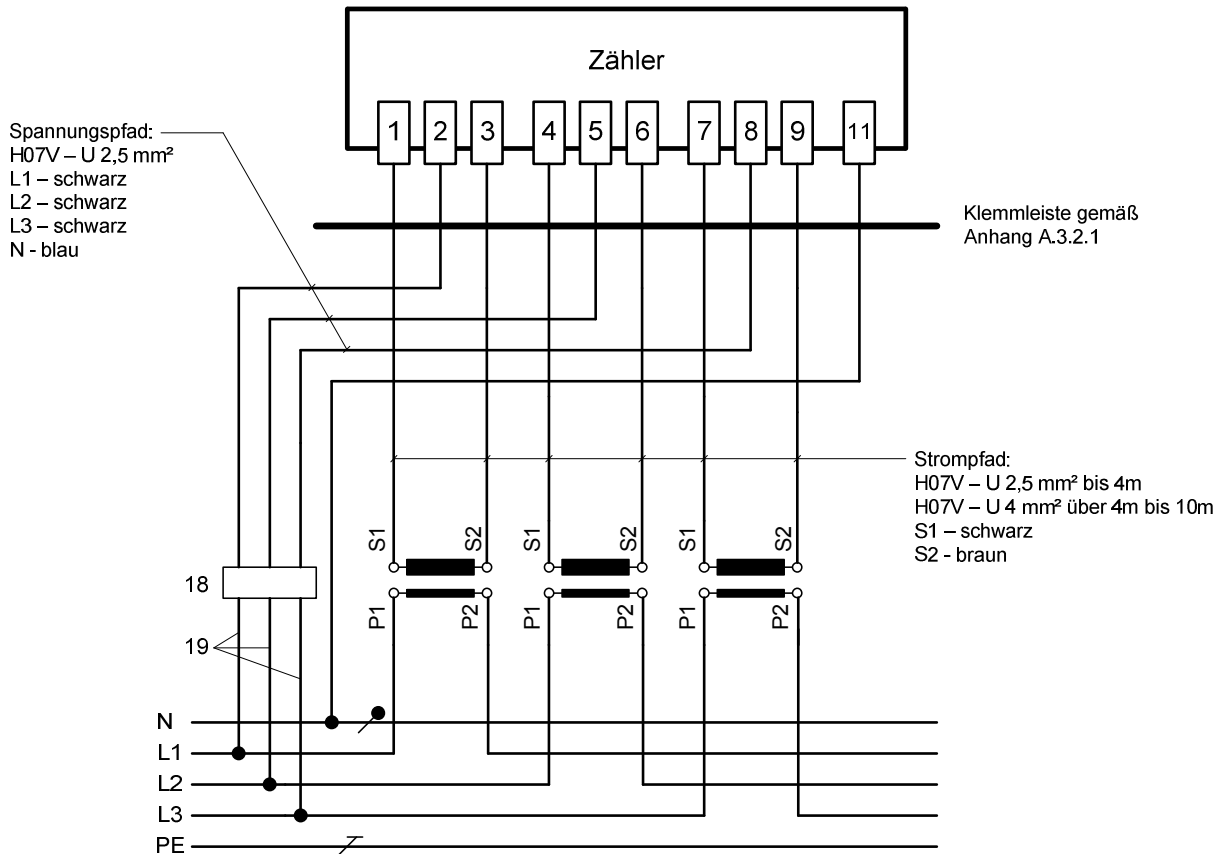 Zähler
1 2 3 4 5 6 7 8 9 11
Spannungspfad:
H07V – U 2,5 mm²
L1 – schwarz
L2 – schwarz
L3 – schwarz
N - blau
Klemmleiste gemäß
Anhang A.3.2.1
Strompfad:
H07V – U 2,5 mm² bis 4m
H07V – U 4 mm² über 4m bis 10m
S1 – schwarz
S2 - braun
S1 S2 S1 S2 S1 S2
18
P1 P2 P1 P2 P1 P2
19
N
L1
L2
L3
PE